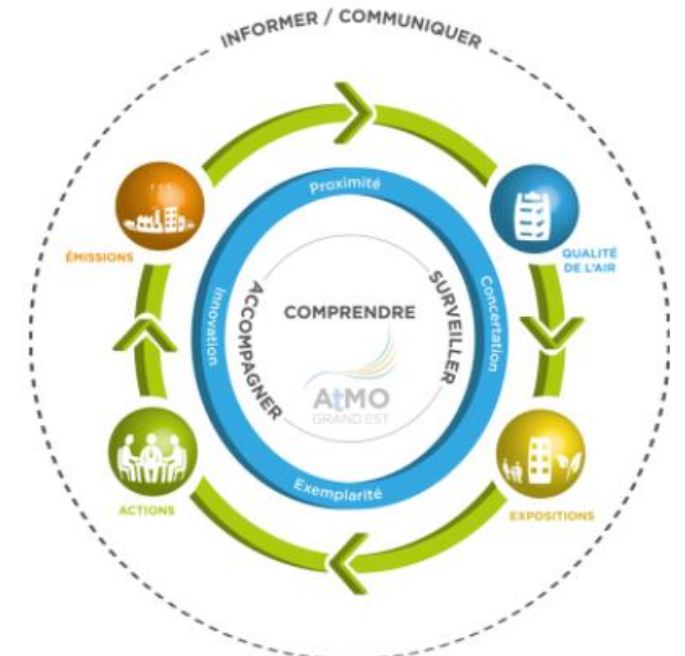 INFORMER / COMMUNIQUER
Proximité
ÉMISSIONS
QUALITÉ
DE L'AIR
Innovation
ACCOMPAGNER
COMPRENDRE
SURVEILLER
Concertation
AtMO
GRAND EST
Exemplarité
ACTIONS
EXPOSITIONS